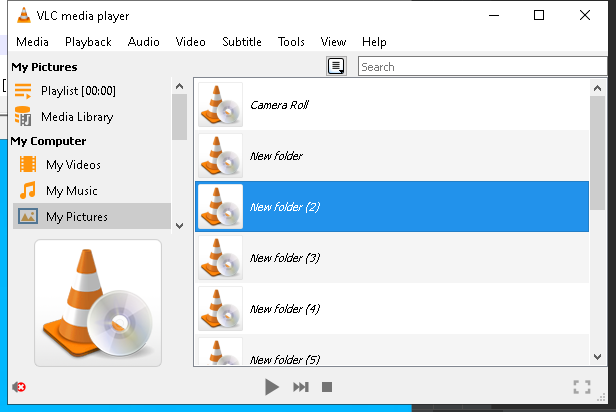 VLC media player
Media Playback Audio Video Subtitle Tools View Help
My Pictures
Search
Playlist [00:00]
Media Library
My Computer
My Videos
My Music
My Pictures
Camera Roll
New folder
New folder (2)
New folder (3)
New folder (4)
New folder (5)